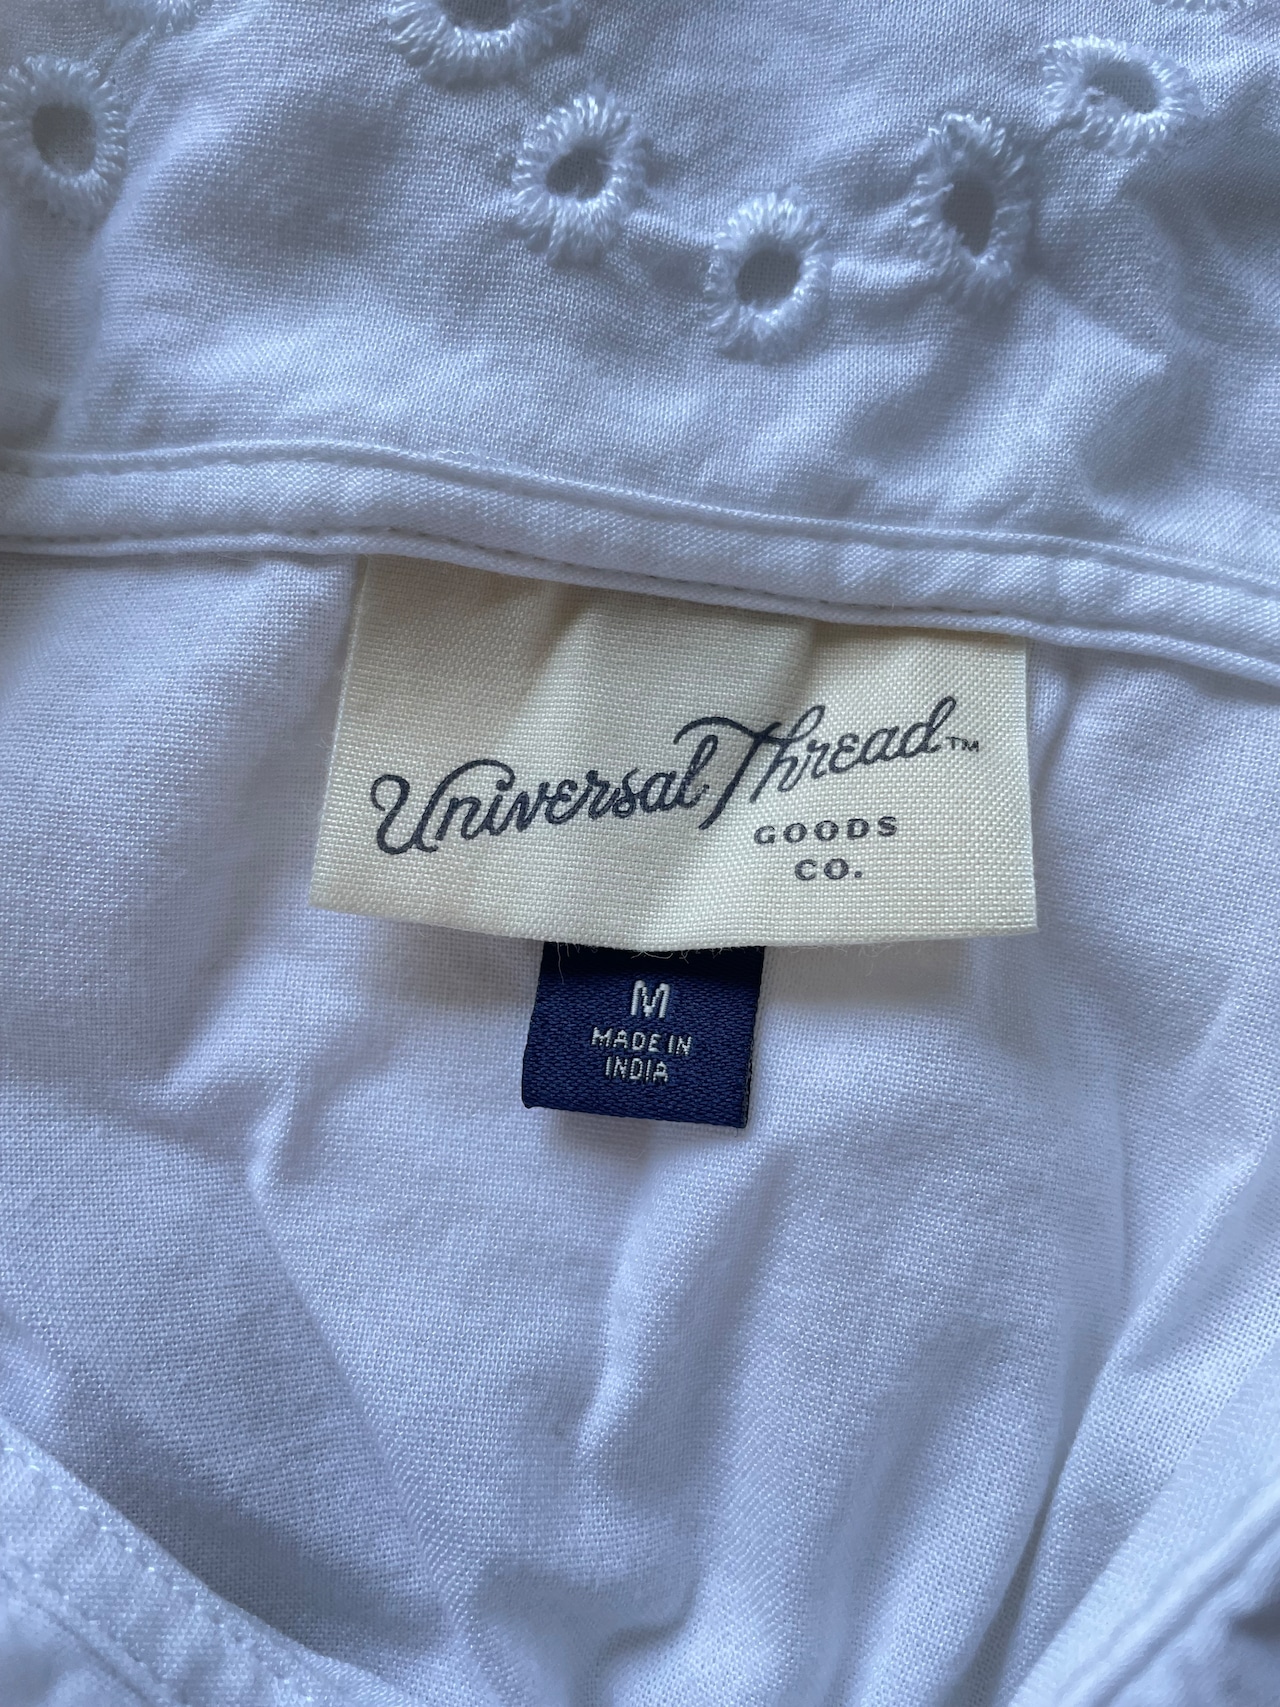 Universal Thread™
GOODS
CO.
M
MADE IN
INDIA